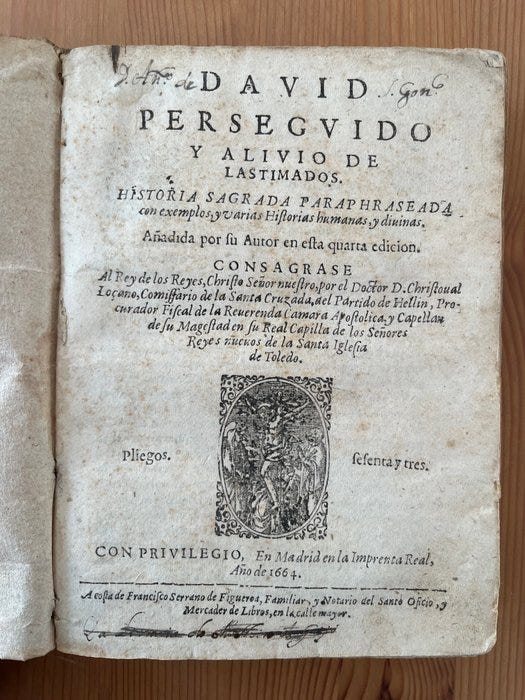 D. Anº. de
DAVID
S. Gonº
PERSEGVIDO
Y ALIVIO DE
LASTIMADOS.
HISTORIA SAGRADA PARAPHRASEADA
con exemplos, y varias Historias humanas, y diuinas.
Añadida por su Autor en esta quarta edicion.
CONSAGRASE
Al Rey de los Reyes, Christo Señor nuestro, por el Doctor D. Christoual
Loçano, Comissario de la Santa Cruzada, del Partido de Hellin, Pro-
curador Fiscal de la Reuerenda Camara Apostolica, y Capellan
de su Magestad en su Real Capilla de los Señores
Reyes nueuos de la Santa Iglesia
de Toledo.
Pliegos. sesenta y tres.
CON PRIVILEGIO, En Madrid en la Imprenta Real,
Año de 1664.
A costa de Francisco Serrano de Figueroa, Familiar, y Notario del Santo Oficio, y
Mercader de Libros, en la calle mayor.